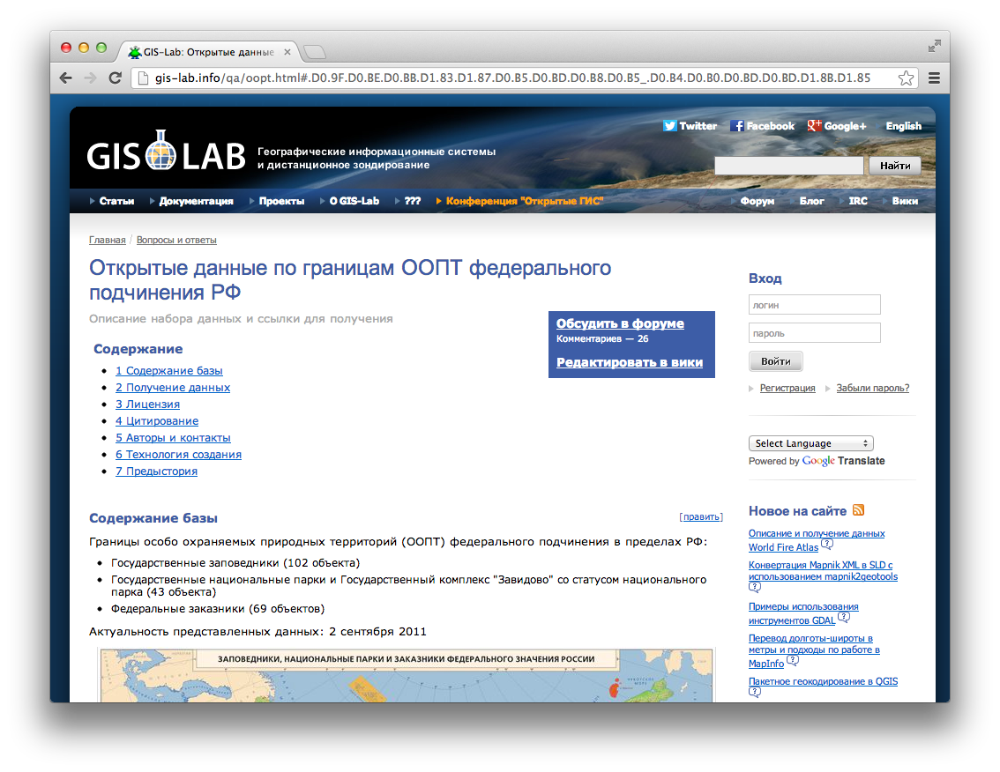 GIS-Lab: Открытые данные
gis-lab.info/qa/oopt.html#.D0.9F.D0.BE.D0.BB.D1.83.D1.87.D0.B5.D0.BD.D0.B8.D0.B5_.D0.B4.D0.B0.D0.BD.D0.BD.D1.8B.D1.85
Twitter Facebook Google+ English
GIS LAB
Географические информационные системы
и дистанционное зондирование
Найти
Статьи Документация Проекты О GIS-Lab ??? Конференция "Открытые ГИС" Форум Блог IRC Вики
Главная / Вопросы и ответы
Открытые данные по границам ООПТ федерального
подчинения РФ
Описание набора данных и ссылки для получения
Обсудить в форуме
Комментариев — 26
Редактировать в вики
Содержание
1 Содержание базы
2 Получение данных
3 Лицензия
4 Цитирование
5 Авторы и контакты
6 Технология создания
7 Предыстория
Содержание базы
[править]
Границы особо охраняемых природных территорий (ООПТ) федерального подчинения в пределах РФ:
Государственные заповедники (102 объекта)
Государственные национальные парки и Государственный комплекс "Завидово" со статусом национального
парка (43 объекта)
Федеральные заказники (69 объектов)
Актуальность представленных данных: 2 сентября 2011
ЗАПОВЕДНИКИ, НАЦИОНАЛЬНЫЕ ПАРКИ И ЗАКАЗНИКИ ФЕДЕРАЛЬНОГО ЗНАЧЕНИЯ РОССИИ
Вход
логин
пароль
Войти
Регистрация Забыли пароль?
Select Language
Powered by Google Translate
Новое на сайте
Описание и получение данных
World Fire Atlas
Конвертация Mapnik XML в SLD с
использованием mapnik2geotools
Примеры использования
инструментов GDAL
Перевод долготы-широты в
метры и подходы по работе в
MapInfo
Пакетное геокодирование в QGIS